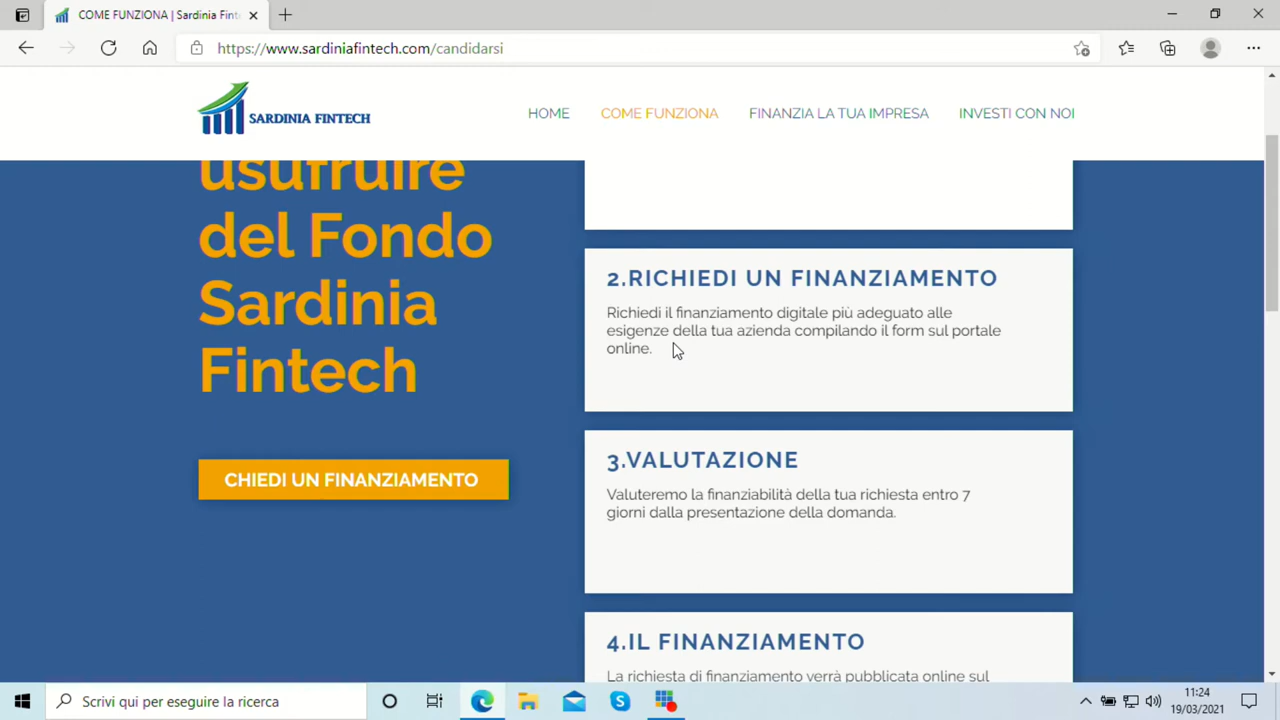 COME FUNZIONA | Sardinia Finte
https://www.sardiniafintech.com/candidarsi
SARDINIA FINTECH
HOME
COME FUNZIONA
FINANZIA LA TUA IMPRESA
INVESTI CON NOI
usufruire
del Fondo
Sardinia
Fintech
CHIEDI UN FINANZIAMENTO
2.RICHIEDI UN FINANZIAMENTO
Richiedi il finanziamento digitale più adeguato alle
esigenze della tua azienda compilando il form sul portale
online.
3.VALUTAZIONE
Valuteremo la finanziabilità della tua richiesta entro 7
giorni dalla presentazione della domanda.
4.IL FINANZIAMENTO
La richiesta di finanziamento verrà pubblicata online sul
Scrivi qui per eseguire la ricerca
11:24
19/03/2021